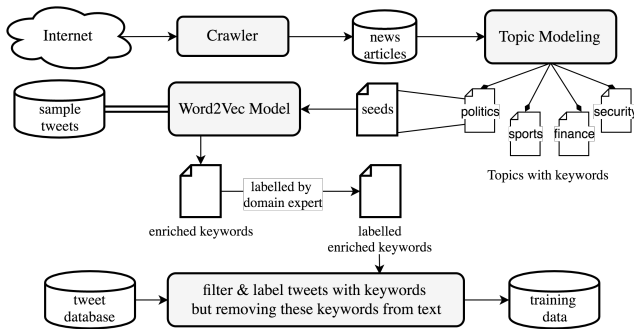 Internet
Crawler
news
articles
Topic Modeling
sample
tweets
Word2Vec Model
seeds
politics
sports
finance
security
Topics with keywords
labelled by
domain expert
enriched keywords
labelled
enriched keywords
tweet
database
filter & label tweets with keywords
but removing these keywords from text
training
data